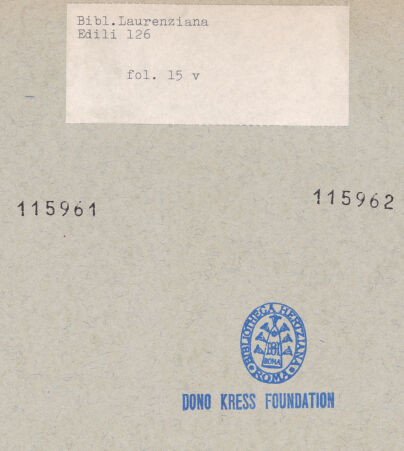 Bibl.Laurenziana
Edili 126
fol. 15 v
115961
115962
BIBLIOTHECA HERTZIANA
ROMA
DONO KRESS FOUNDATION